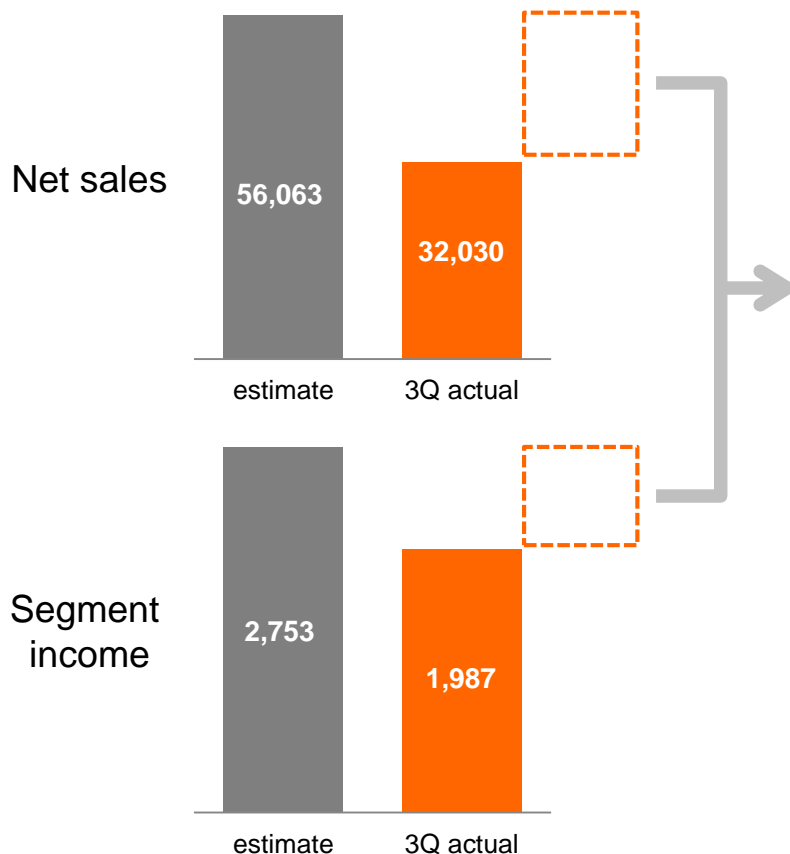 Net sales
56,063
32,030
estimate
3Q actual
Segment
income
2,753
1,987
estimate
3Q actual